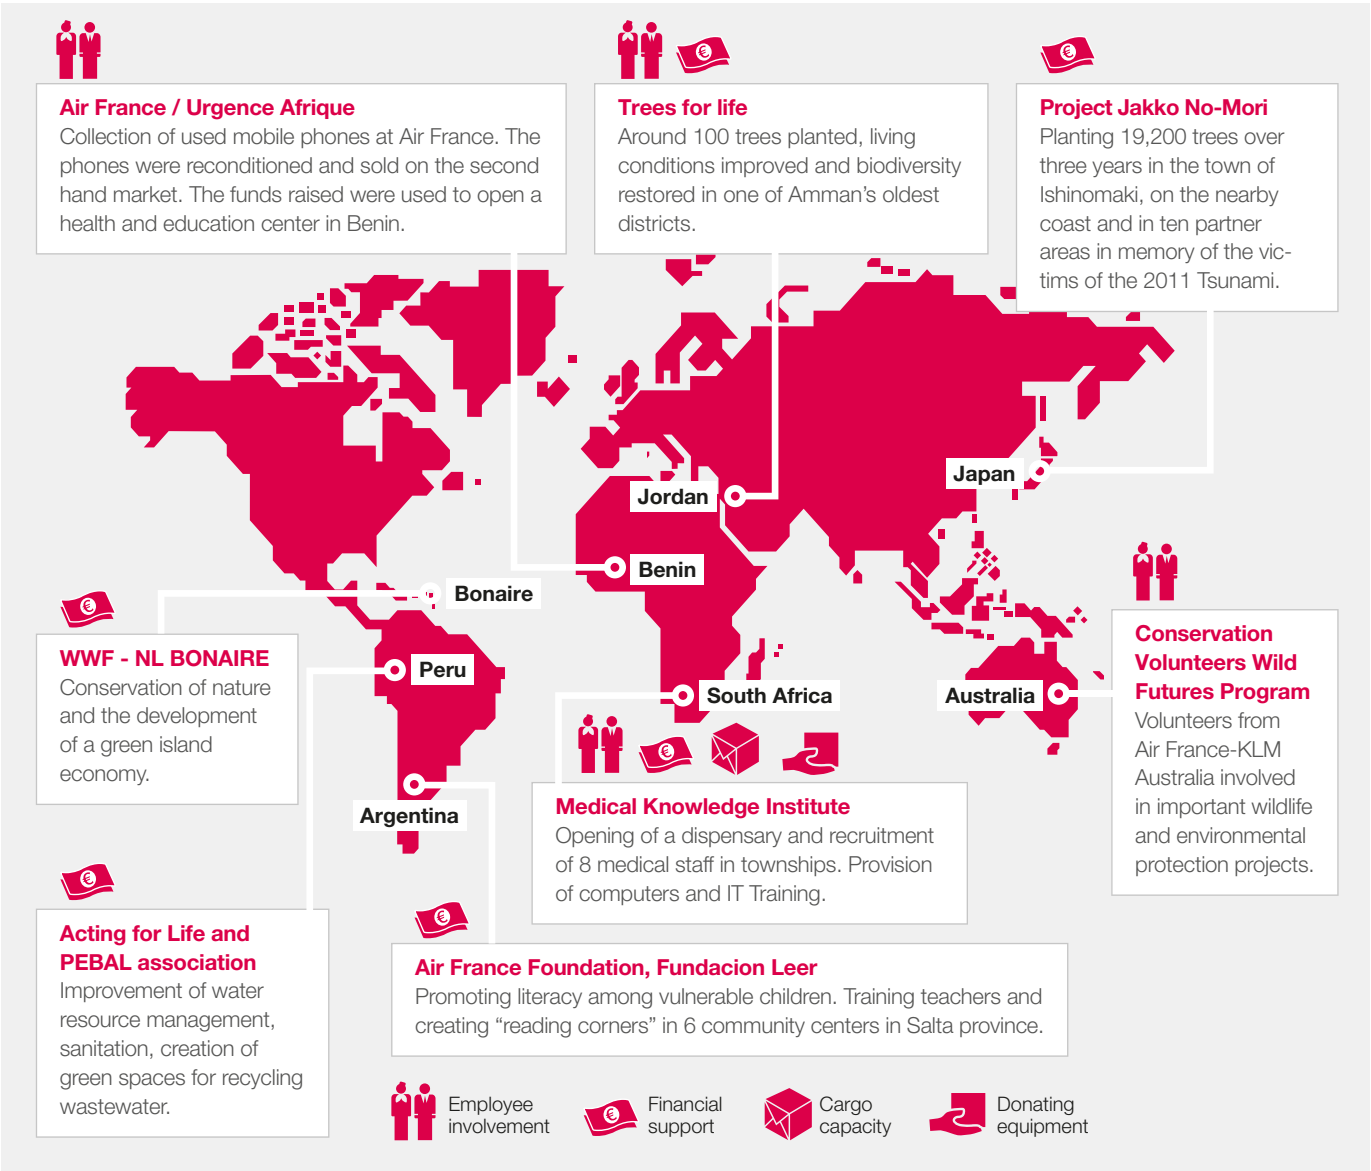 Air France / Urgence Afrique
Collection of used mobile phones at Air France. The
phones were reconditioned and sold on the second
hand market. The funds raised were used to open a
health and education center in Benin.
Trees for life
Around 100 trees planted, living
conditions improved and biodiversity
restored in one of Amman’s oldest
districts.
Project Jakko No-Mori
Planting 19,200 trees over
three years in the town of
Ishinomaki, on the nearby
coast and in ten partner
areas in memory of the vic-
tims of the 2011 Tsunami.
Japan
Jordan
Benin
Bonaire
Peru
South Africa
Australia
Argentina
WWF - NL BONAIRE
Conservation of nature
and the development
of a green island
economy.
Conservation
Volunteers Wild
Futures Program
Volunteers from
Air France-KLM
Australia involved
in important wildlife
and environmental
protection projects.
Medical Knowledge Institute
Opening of a dispensary and recruitment
of 8 medical staff in townships. Provision
of computers and IT Training.
Acting for Life and
PEBAL association
Improvement of water
resource management,
sanitation, creation of
green spaces for recycling
wastewater.
Air France Foundation, Fundacion Leer
Promoting literacy among vulnerable children. Training teachers and
creating “reading corners” in 6 community centers in Salta province.
Employee
involvement
Financial
support
Cargo
capacity
Donating
equipment